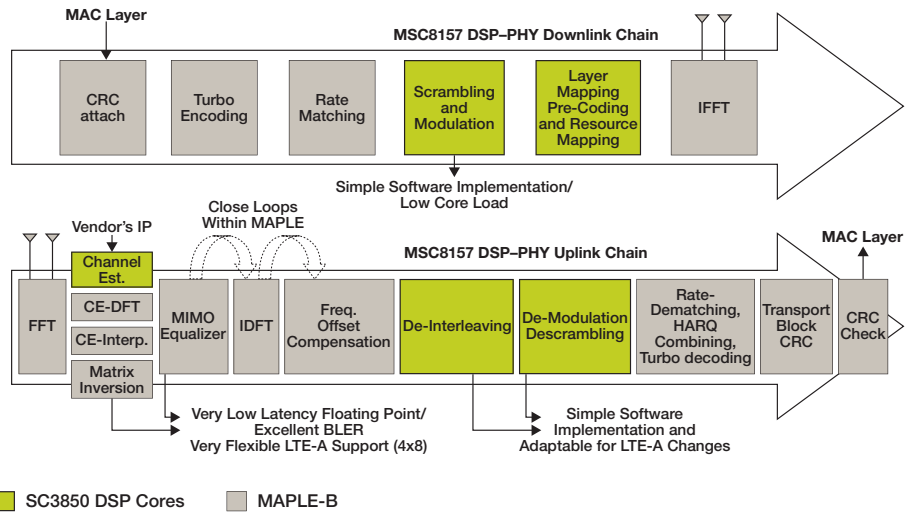 MAC Layer
MSC8157 DSP–PHY Downlink Chain
CRC
attach
Turbo
Encoding
Rate
Matching
Scrambling
and
Modulation
Layer
Mapping
Pre-Coding
and Resource
Mapping
IFFT
Simple Software Implementation/
Low Core Load
Close Loops
Within MAPLE
Vendor's IP
MSC8157 DSP–PHY Uplink Chain
MAC Layer
FFT
Channel
Est.
CE-DFT
CE-Interp.
Matrix
Inversion
MIMO
Equalizer
IDFT
Freq.
Offset
Compensation
De-Interleaving
De-Modulation
Descrambling
Rate-
Dematching,
HARQ
Combining,
Turbo decoding
Transport
Block
CRC
CRC
Check
Very Low Latency Floating Point/
Excellent BLER
Very Flexible LTE-A Support (4x8)
Simple Software
Implementation and
Adaptable for LTE-A Changes
SC3850 DSP Cores
MAPLE-B